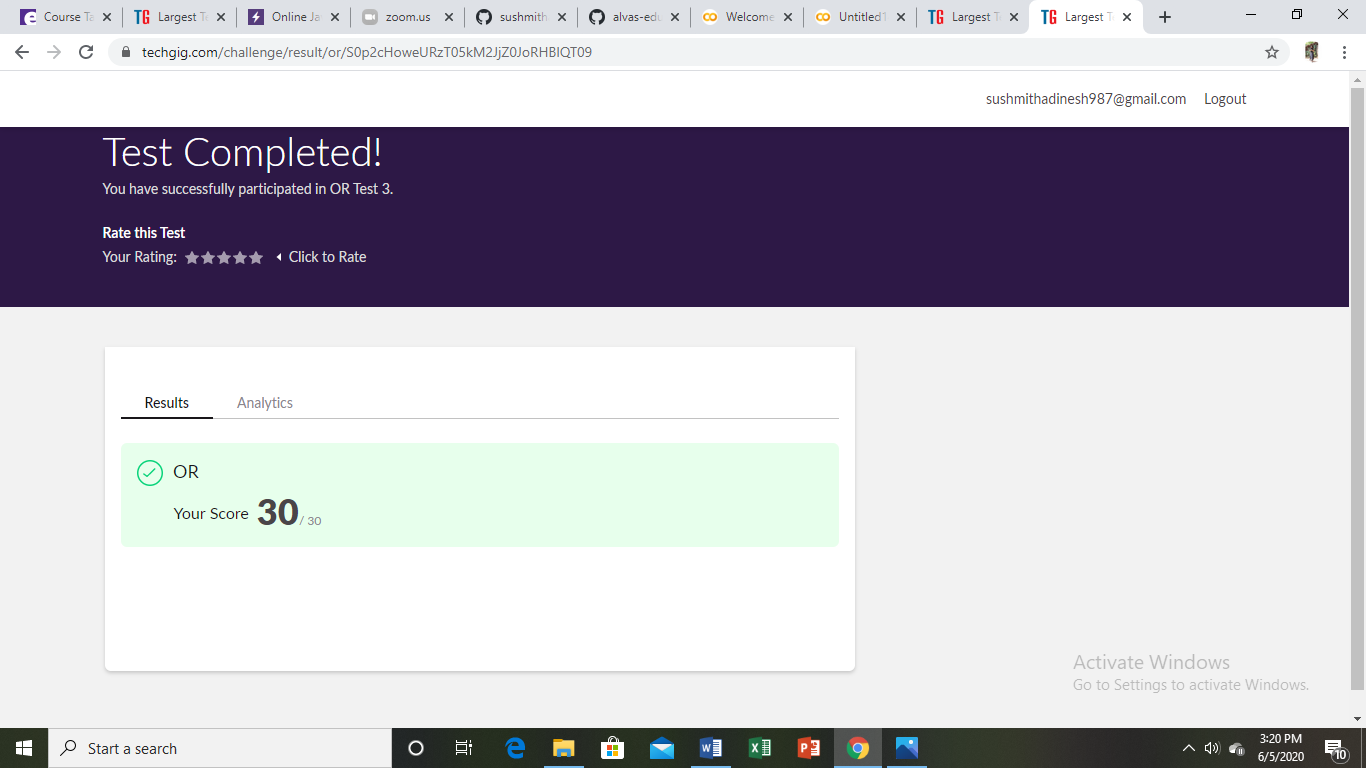 Course Ta
Largest Te
Online Ja
zoom.us
sushmith
alvas-edu
Welcome
Untitled1
Largest Te
Largest Te
techgig.com/challenge/result/or/S0p2cHoweURzT05kM2JjZ0JoRHBIQT09
sushmithadinesh987@gmail.com Logout
Test Completed!
You have successfully participated in OR Test 3.
Rate this Test
Your Rating: Click to Rate
Results Analytics
OR
Your Score 30 / 30
Activate Windows
Go to Settings to activate Windows.
Start a search
3:20 PM
6/5/2020
10